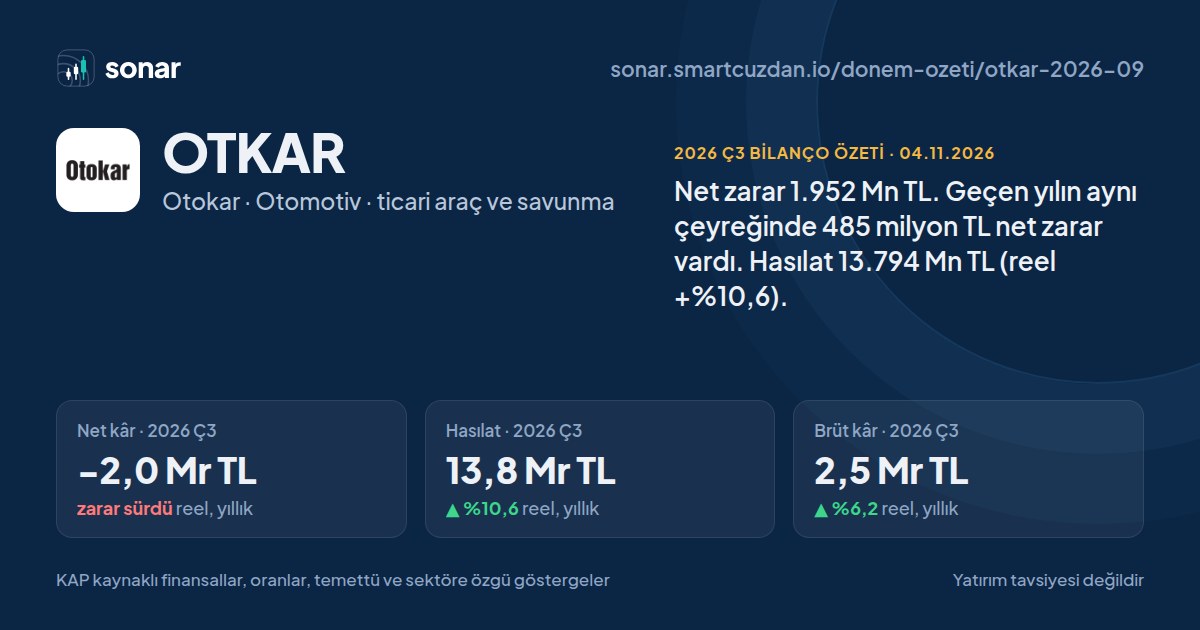 sonar
sonar.smartcuzdan.io/donem-ozeti/otkar-2026-09
Otokar
OTKAR
Otokar · Otomotiv · ticari araç ve savunma
2026 Ç3 BİLANÇO ÖZETİ · 04.11.2026
Net zarar 1.952 Mn TL. Geçen yılın aynı
çeyreğinde 485 milyon TL net zarar
vardı. Hasılat 13.794 Mn TL (reel
+%10,6).
Net kâr · 2026 Ç3
−2,0 Mr TL
zarar sürdü reel, yıllık
Hasılat · 2026 Ç3
13,8 Mr TL
▲ %10,6 reel, yıllık
Brüt kâr · 2026 Ç3
2,5 Mr TL
▲ %6,2 reel, yıllık
KAP kaynaklı finansallar, oranlar, temettü ve sektöre özgü göstergeler
Yatırım tavsiyesi değildir